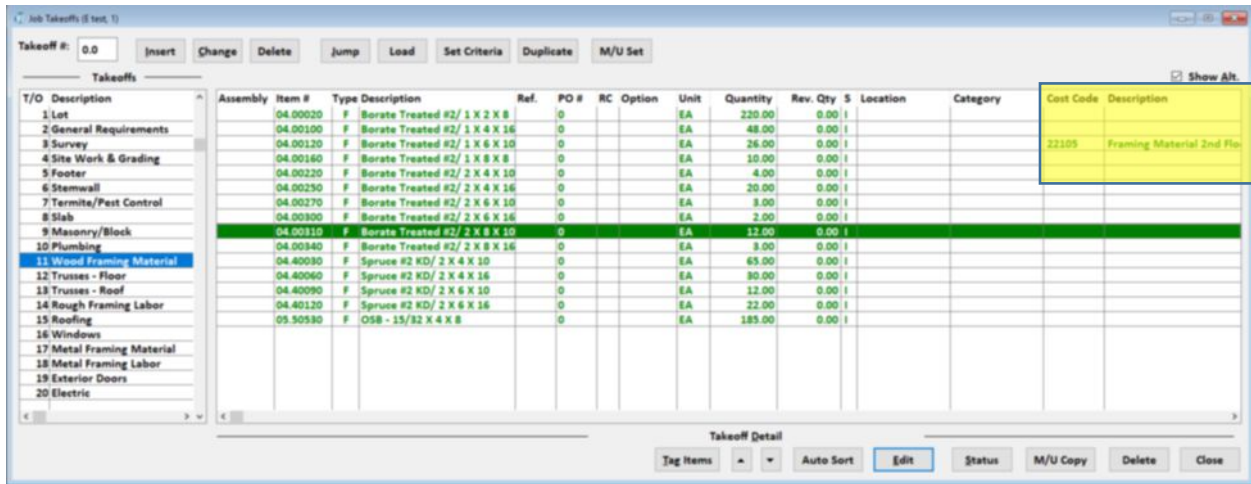 Job Takeoffs (E test, 1)
Takeoff #: 0.0 Insert Change Delete Jump Load Set Criteria Duplicate M/U Set
Takeoffs
Show Alt.
T/O Description
1 Lot
2 General Requirements
3 Survey
4 Site Work & Grading
5 Footer
6 Stemwall
7 Termite/Pest Control
8 Slab
9 Masonry/Block
10 Plumbing
11 Wood Framing Material
12 Trusses - Floor
13 Trusses - Roof
14 Rough Framing Labor
15 Roofing
16 Windows
17 Metal Framing Material
18 Metal Framing Labor
19 Exterior Doors
20 Electric
Assembly Item # Type Description Ref. PO # RC Option Unit Quantity Rev. Qty S Location Category Cost Code Description
04.00020 F Borate Treated #2/ 1 X 2 X 8 0 EA 220.00 0.00 I
04.00100 F Borate Treated #2/ 1 X 4 X 16 0 EA 48.00 0.00 I
04.00120 F Borate Treated #2/ 1 X 6 X 10 0 EA 26.00 0.00 I 22105 Framing Material 2nd Flo
04.00160 F Borate Treated #2/ 1 X 8 X 8 0 EA 10.00 0.00 I
04.00220 F Borate Treated #2/ 2 X 4 X 10 0 EA 4.00 0.00 I
04.00250 F Borate Treated #2/ 2 X 4 X 16 0 EA 20.00 0.00 I
04.00270 F Borate Treated #2/ 2 X 6 X 10 0 EA 3.00 0.00 I
04.00300 F Borate Treated #2/ 2 X 6 X 16 0 EA 2.00 0.00 I
04.00310 F Borate Treated #2/ 2 X 8 X 10 0 EA 12.00 0.00 I
04.00340 F Borate Treated #2/ 2 X 8 X 16 0 EA 3.00 0.00 I
04.40030 F Spruce #2 KD/ 2 X 4 X 10 0 EA 65.00 0.00 I
04.40060 F Spruce #2 KD/ 2 X 4 X 16 0 EA 30.00 0.00 I
04.40090 F Spruce #2 KD/ 2 X 6 X 10 0 EA 12.00 0.00 I
04.40120 F Spruce #2 KD/ 2 X 6 X 16 0 EA 22.00 0.00 I
05.50530 F OSB - 15/32 X 4 X 8 0 EA 185.00 0.00 I
Takeoff Detail
Tag Items Auto Sort Edit Status M/U Copy Delete Close